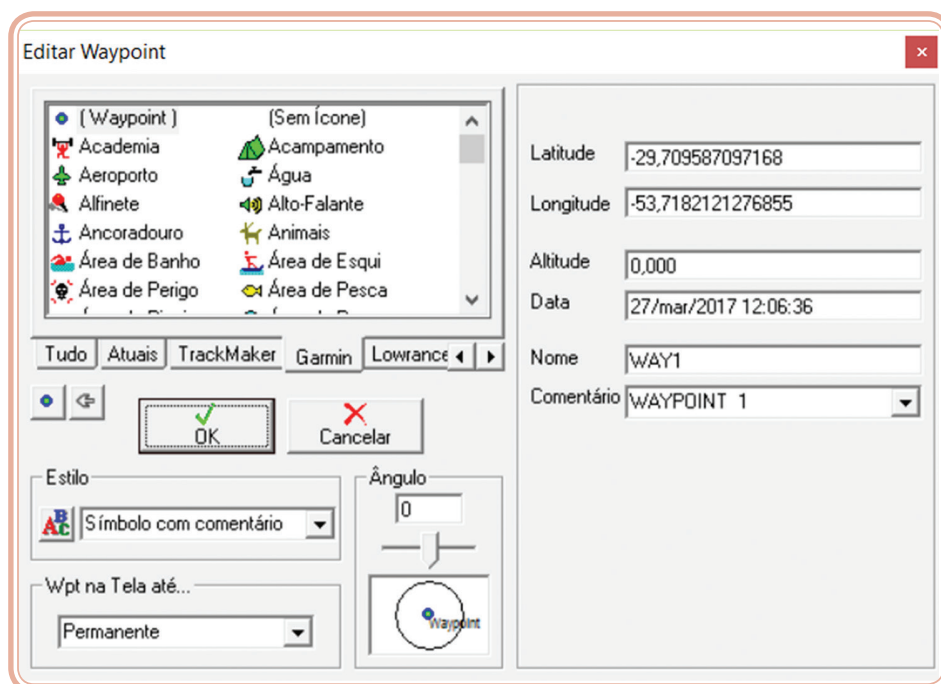 Editar Waypoint
( Waypoint ) (Sem Ícone)
Academia Acampamento
Aeroporto Água
Alfinete Alto-Falante
Ancoradouro Animais
Área de Banho Área de Esqui
Área de Perigo Área de Pesca
Tudo Atuais TrackMaker Garmin Lowrance
OK
Cancelar
Estilo
ABC
Símbolo com comentário
Wpt na Tela até...
Permanente
Ângulo
0
Waypoint
Latitude -29,709587097168
Longitude -53,7182121276855
Altitude 0,000
Data 27/mar/2017 12:06:36
Nome WAY1
Comentário WAYPOINT 1